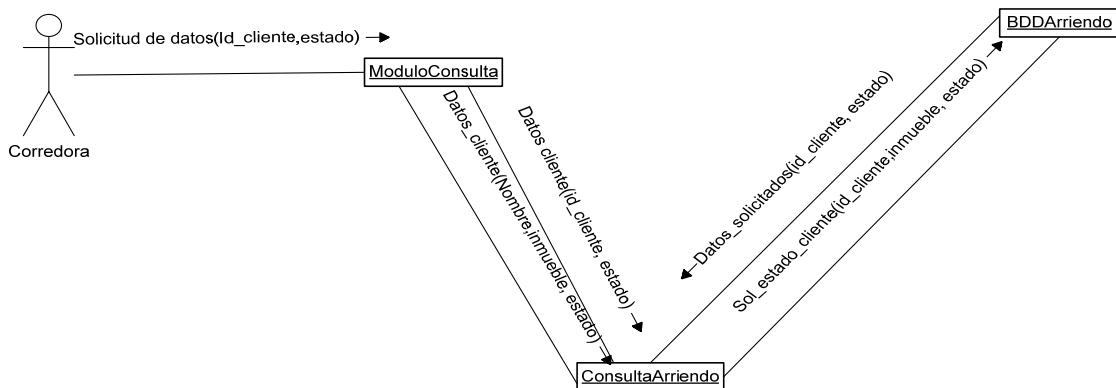 BDDArriendo
Solicitud de datos(Id_cliente,estado)
ModuloConsulta
Corredora
Datos_cliente(Nombre,inmueble, estado)
Datos cliente(id_cliente, estado)
Datos_solicitados(id_cliente, estado)
Sol_estado_cliente(id_cliente,inmueble, estado)
ConsultaArriendo